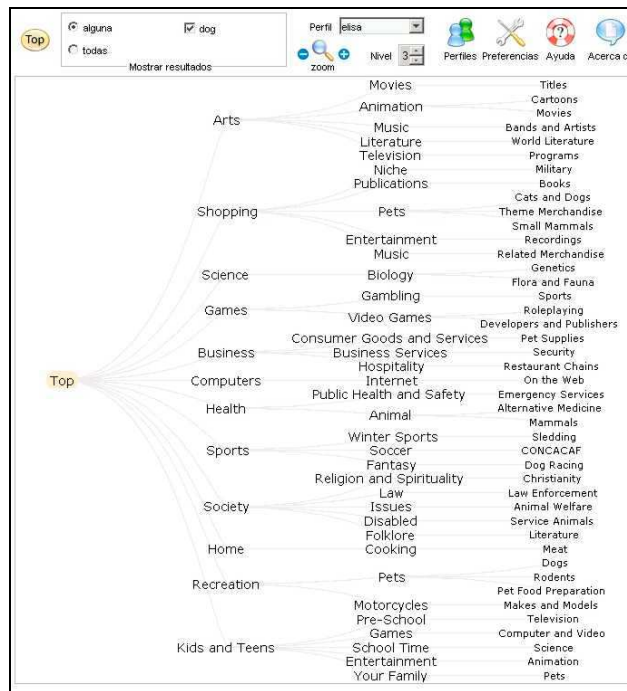 Top
alguna
dog
todas
Mostrar resultados
Perfil elisa
zoom
Nivel 3
Perfiles Preferencias Ayuda Acerca d
Movies Titles
Cartoons
Animation
Movies
Arts
Music Bands and Artists
Literature World Literature
Television Programs
Niche Military
Publications Books
Cats and Dogs
Shopping Pets Theme Merchandise
Small Mammals
Entertainment Recordings
Music Related Merchandise
Genetics
Science Biology
Flora and Fauna
Gambling Sports
Games
Roleplaying
Video Games
Developers and Publishers
Consumer Goods and Services Pet Supplies
Business Business Services Security
Hospitality Restaurant Chains
Top Computers Internet On the Web
Public Health and Safety Emergency Services
Health
Alternative Medicine
Animal
Mammals
Winter Sports Sledding
Sports Soccer CONCACAF
Fantasy Dog Racing
Religion and Spirituality Christianity
Law Law Enforcement
Society Issues Animal Welfare
Disabled Service Animals
Folklore Literature
Home Cooking Meat
Dogs
Recreation Pets Rodents
Pet Food Preparation
Motorcycles Makes and Models
Pre-School Television
Games Computer and Video
Kids and Teens School Time Science
Entertainment Animation
Your Family Pets